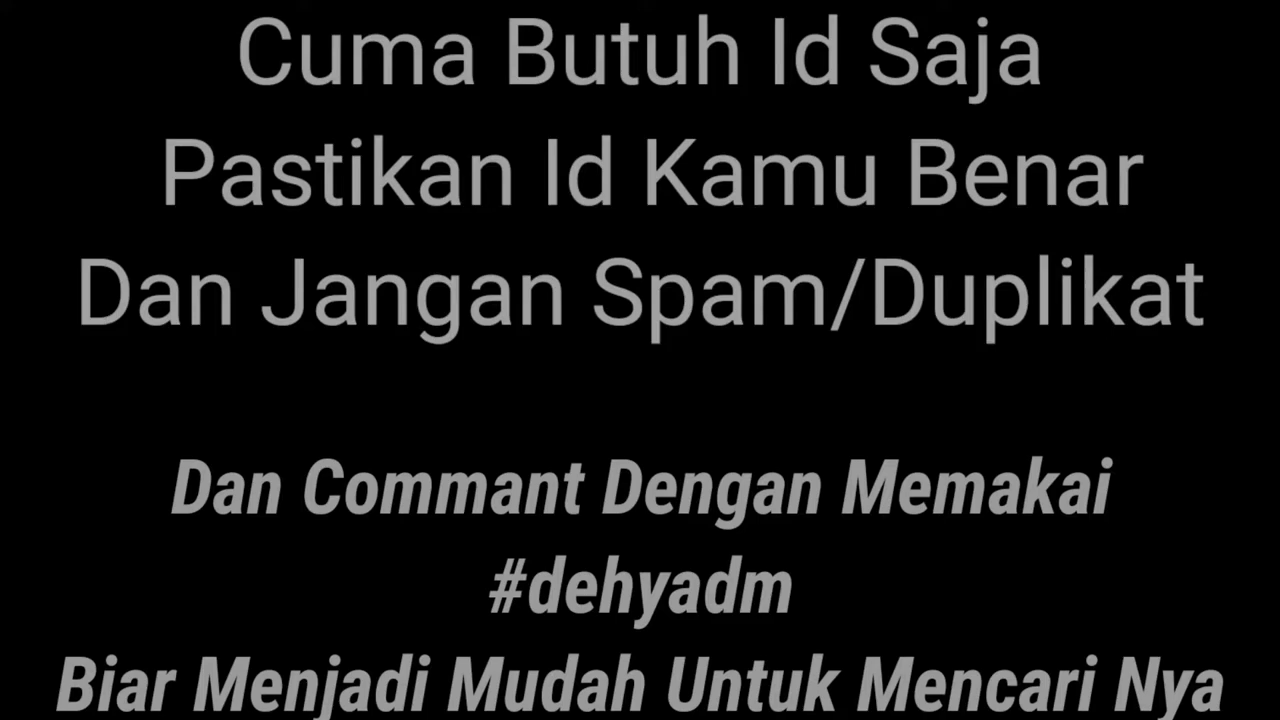 Cuma Butuh Id Saja
Pastikan Id Kamu Benar
Dan Jangan Spam/Duplikat
Dan Commant Dengan Memakai
#dehyadm
Biar Menjadi Mudah Untuk Mencari Nya